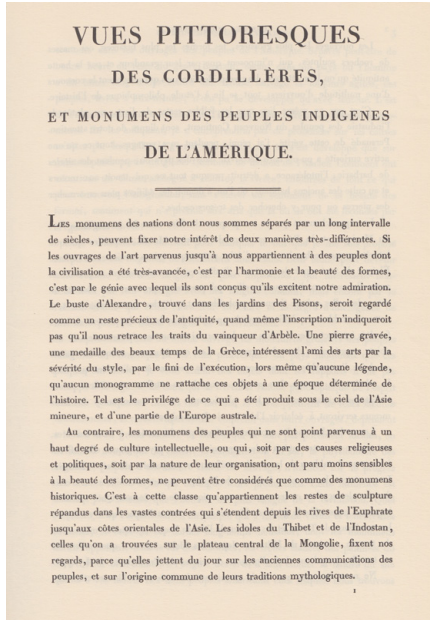 VUES PITTORESQUES
DES CORDILLÈRES,
ET MONUMENS DES PEUPLES INDIGENES
DE L'AMÉRIQUE.
LES monumens des nations dont nous sommes séparés par un long intervalle
de siècles, peuvent fixer notre intérêt de deux manières très-différentes. Si
les ouvrages de l'art parvenus jusqu'à nous appartiennent à des peuples dont
la civilisation a été très-avancée, c'est par l'harmonie et la beauté des formes,
c'est par le génie avec lequel ils sont conçus qu'ils excitent notre admiration.
Le buste d'Alexandre, trouvé dans les jardins des Pisons, seroit regardé
comme un reste précieux de l'antiquité, quand même l'inscription n'indiqueroit
pas qu'il nous retrace les traits du vainqueur d'Arbèle. Une pierre gravée,
une medaille des beaux temps de la Grèce, intéressent l'ami des arts par la
sévérité du style, par le fini de l'exécution, lors même qu'aucune légende,
qu'aucun monogramme ne rattache ces objets à une époque déterminée de
l'histoire. Tel est le privilége de ce qui a été produit sous le ciel de l'Asie
mineure, et d'une partie de l'Europe australe.
Au contraire, les monumens des peuples qui ne sont point parvenus à un
haut degré de culture intellectuelle, ou qui, soit par des causes religieuses
et politiques, soit par la nature de leur organisation, ont paru moins sensibles
à la beauté des formes, ne peuvent être considérés que comme des monumens
historiques. C'est à cette classe qu'appartiennent les restes de sculpture
répandus dans les vastes contrées qui s'étendent depuis les rives de l'Euphrate
jusqu'aux côtes orientales de l'Asie. Les idoles du Thibet et de l'Indostan,
celles qu'on a trouvées sur le plateau central de la Mongolie, fixent nos
regards, parce qu'elles jettent du jour sur les anciennes communications des
peuples, et sur l'origine commune de leurs traditions mythologiques.
1